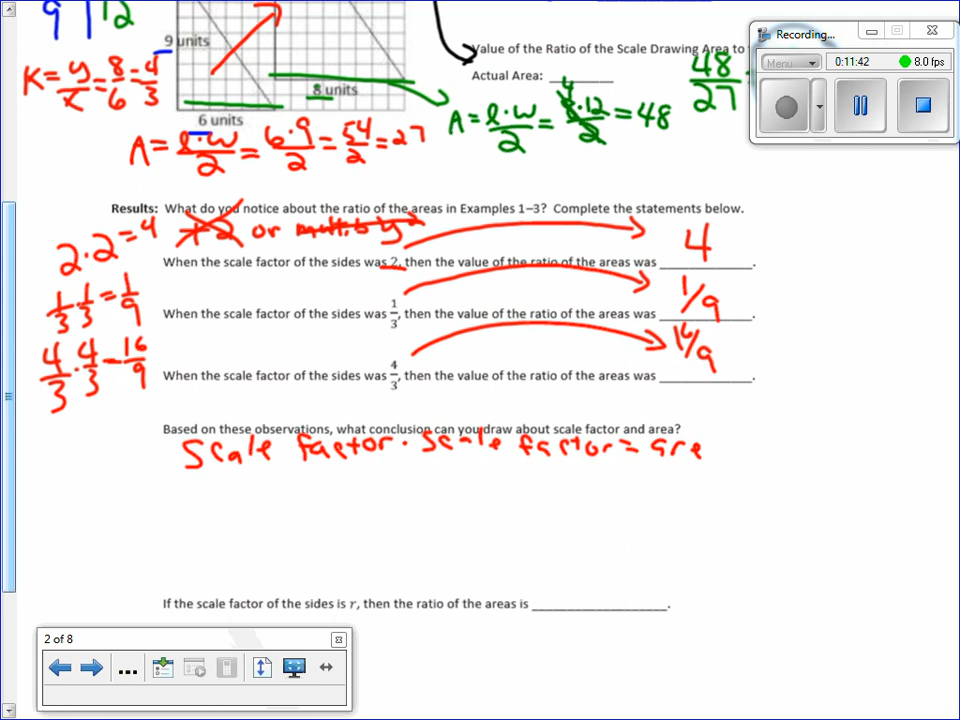 9 | 12
9 units
K = y/x = 8/6 = 4/3
8 units
6 units
A = l·w/2 = 6·9/2 = 54/2 = 27
Value of the Ratio of the Scale Drawing Area to
Actual Area: ________
A = l·w/2 = 8·12/2 = 48
4
48/27 =
Recording...
Menu
0:11:42
8.0 fps
Results: What do you notice about the ratio of the areas in Examples 1–3? Complete the statements below.
2·2=4 +2 or multiply
When the scale factor of the sides was 2, then the value of the ratio of the areas was 4.
1/3·1/3=1/9
When the scale factor of the sides was 1/3, then the value of the ratio of the areas was 1/9.
4/3·4/3=16/9
When the scale factor of the sides was 4/3, then the value of the ratio of the areas was 16/9.
Based on these observations, what conclusion can you draw about scale factor and area?
Scale factor · scale factor = are
If the scale factor of the sides is r, then the ratio of the areas is ____________________.
2 of 8